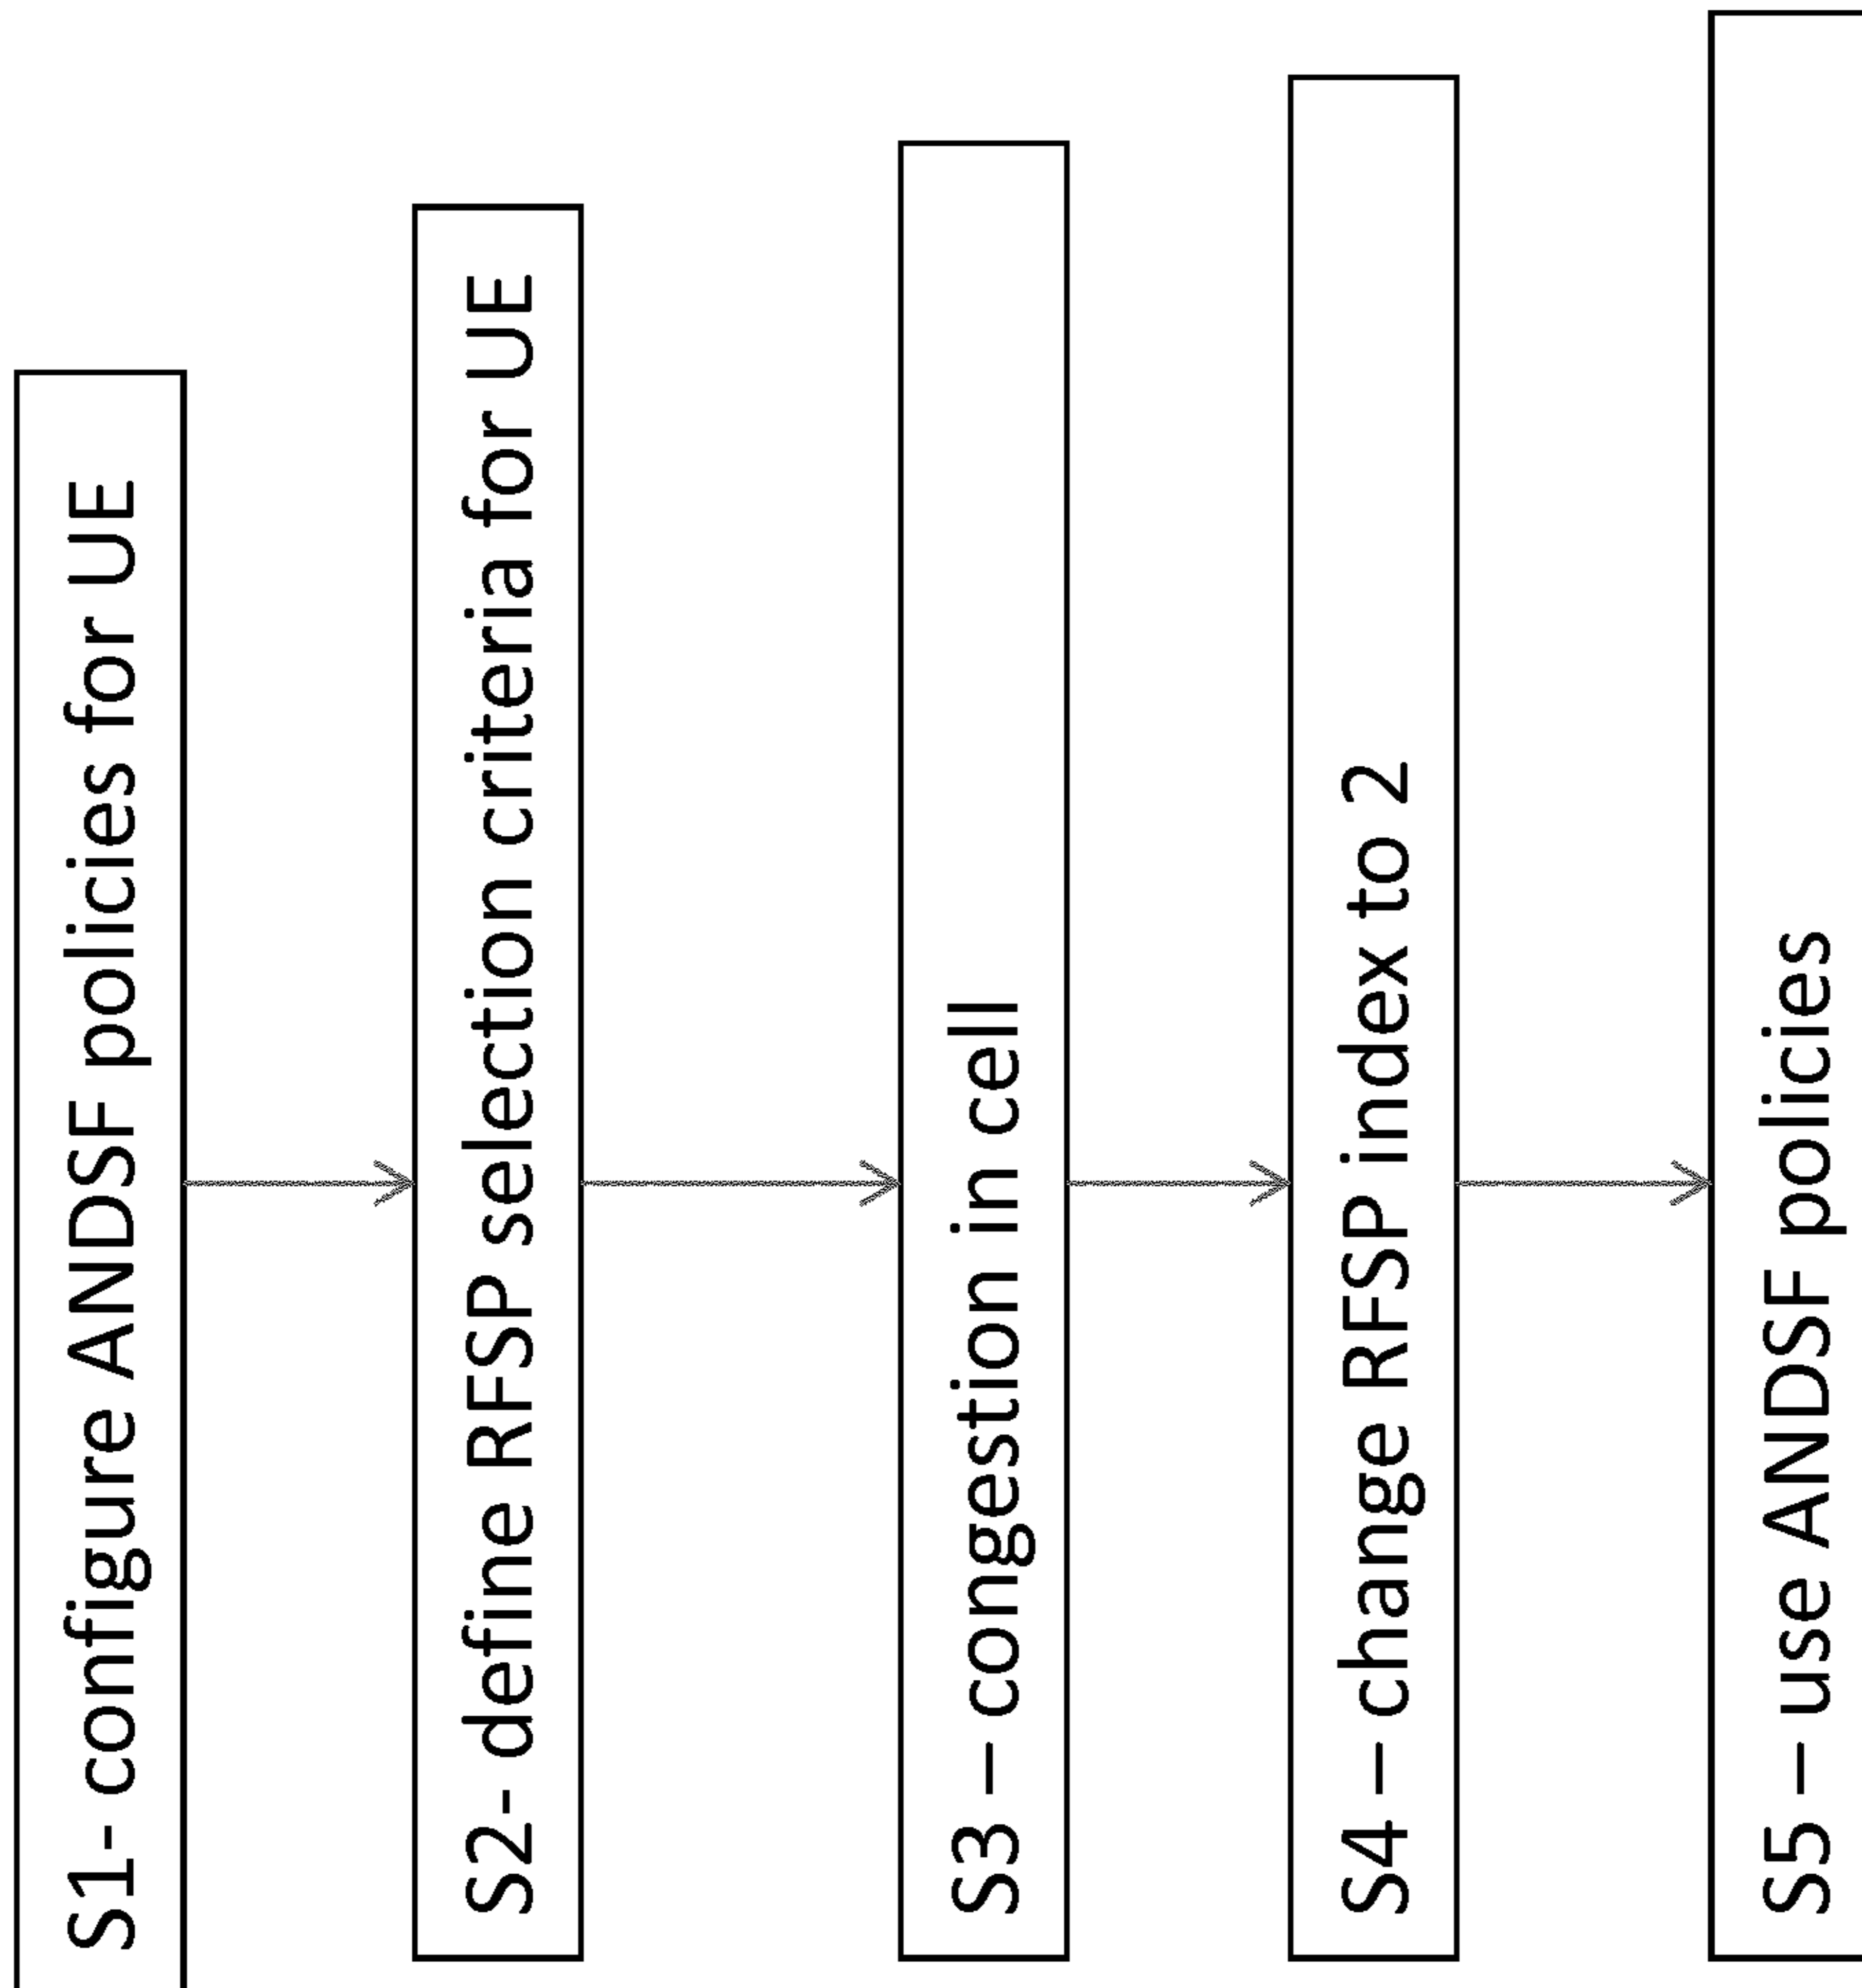 S1- configure ANDSF policies for UE
S2- define RFSP selection criteria for UE
S3 – congestion in cell
S4 – change RFSP index to 2
S5 – use ANDSF policies